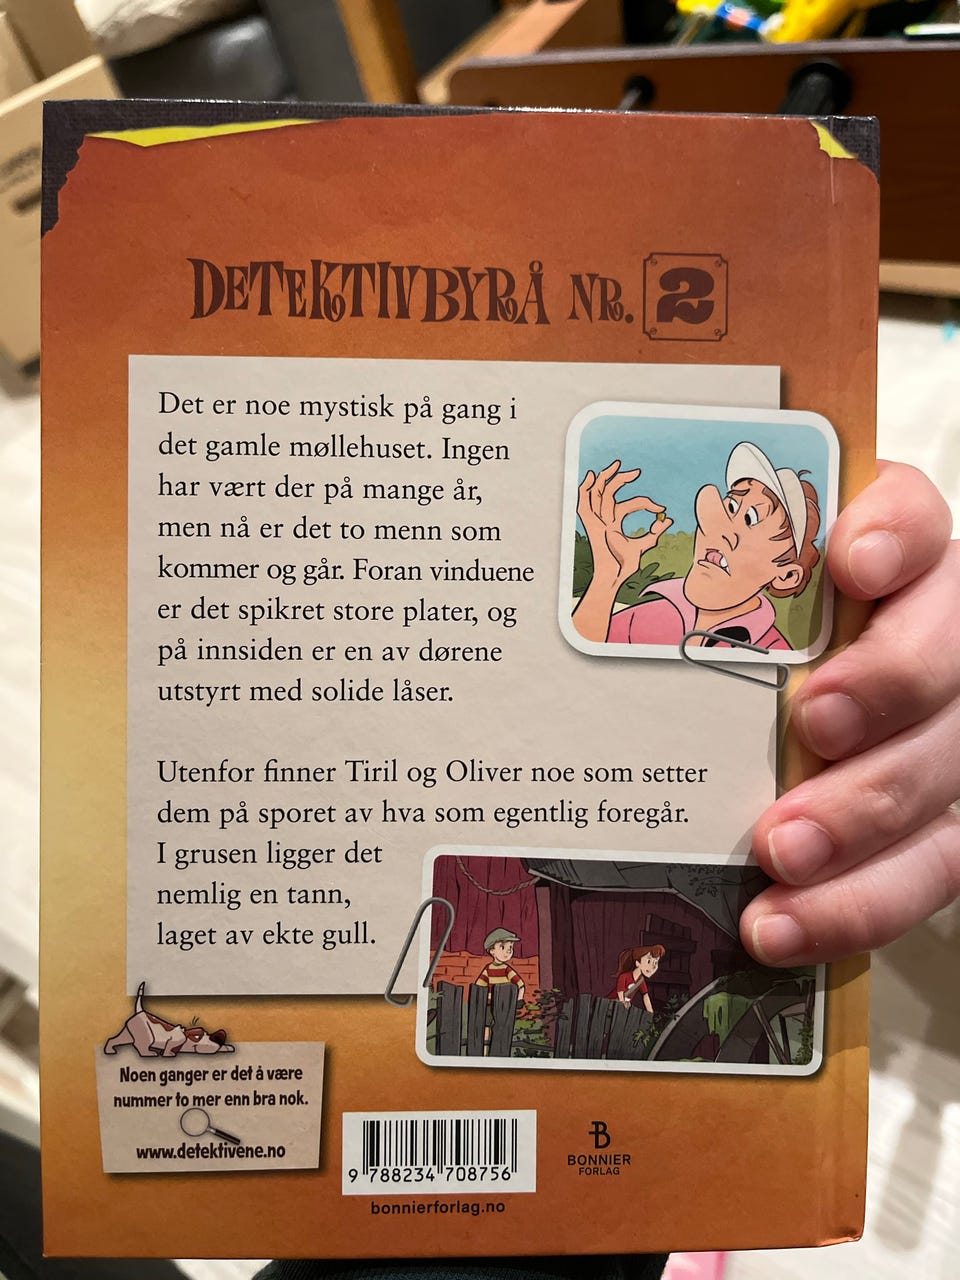 DETEKTIVBYRÅ NR. 2
Det er noe mystisk på gang i
det gamle møllehuset. Ingen
har vært der på mange år,
men nå er det to menn som
kommer og går. Foran vinduene
er det spikret store plater, og
på innsiden er en av dørene
utstyrt med solide låser.
Utenfor finner Tiril og Oliver noe som setter
dem på sporet av hva som egentlig foregår.
I grusen ligger det
nemlig en tann,
laget av ekte gull.
Noen ganger er det å være
nummer to mer enn bra nok.
www.detektivene.no
9 788234 708756
bonnierforlag.no
B
BONNIER
FORLAG